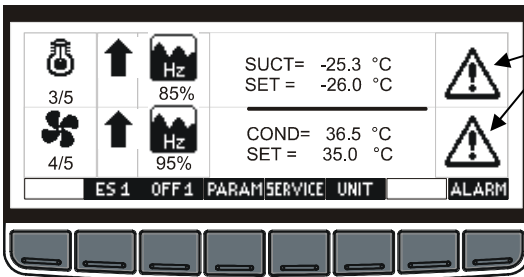 Hz
SUCT= -25.3 °C
SET = -26.0 °C
3/5
85%
Hz
COND= 36.5 °C
SET = 35.0 °C
4/5
95%
ES 1 OFF 1 PARAM SERVICE UNIT ALARM